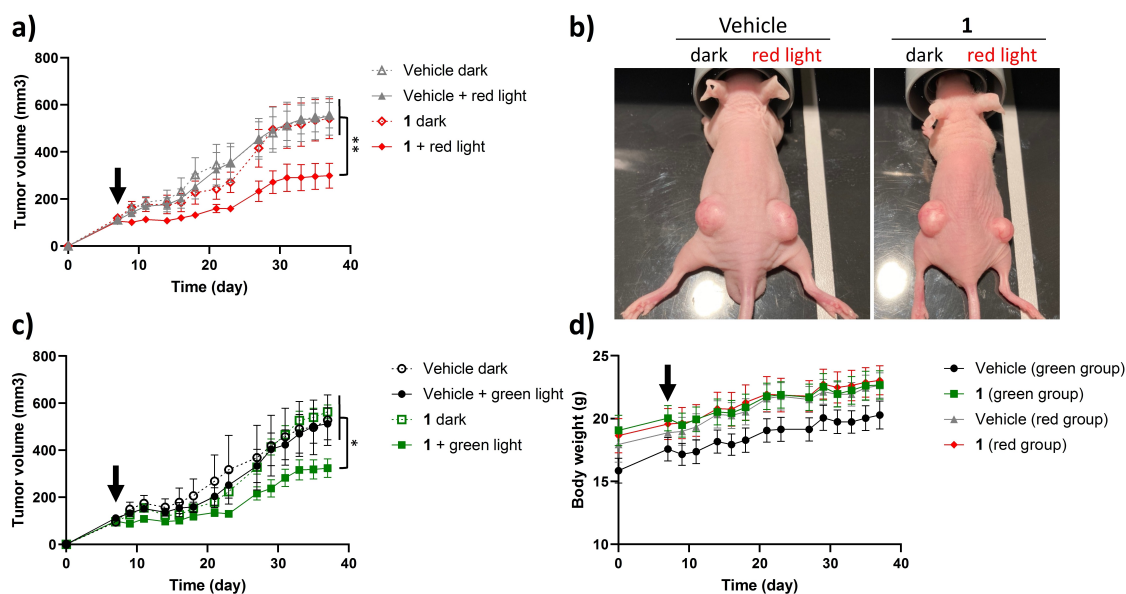 a)
800
600
400
200
0
0 10 20 30 40
Tumor volume (mm3)
Time (day)
**
Vehicle dark
Vehicle + red light
1 dark
1 + red light
b)
Vehicle 1
dark red light dark red light
c)
800
600
400
200
0
0 10 20 30 40
Tumor volume (mm3)
Time (day)
*
Vehicle dark
Vehicle + green light
1 dark
1 + green light
d)
25
20
15
10
0 10 20 30 40
Body weight (g)
Time (day)
Vehicle (green group)
1 (green group)
Vehicle (red group)
1 (red group)